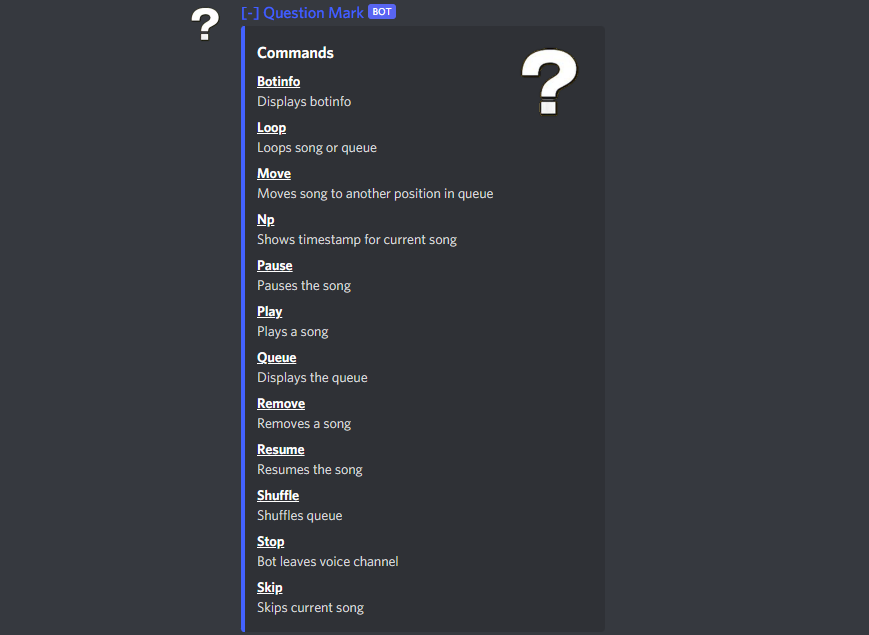 [-] Question Mark BOT
Commands
Botinfo
Displays botinfo
Loop
Loops song or queue
Move
Moves song to another position in queue
Np
Shows timestamp for current song
Pause
Pauses the song
Play
Plays a song
Queue
Displays the queue
Remove
Removes a song
Resume
Resumes the song
Shuffle
Shuffles queue
Stop
Bot leaves voice channel
Skip
Skips current song